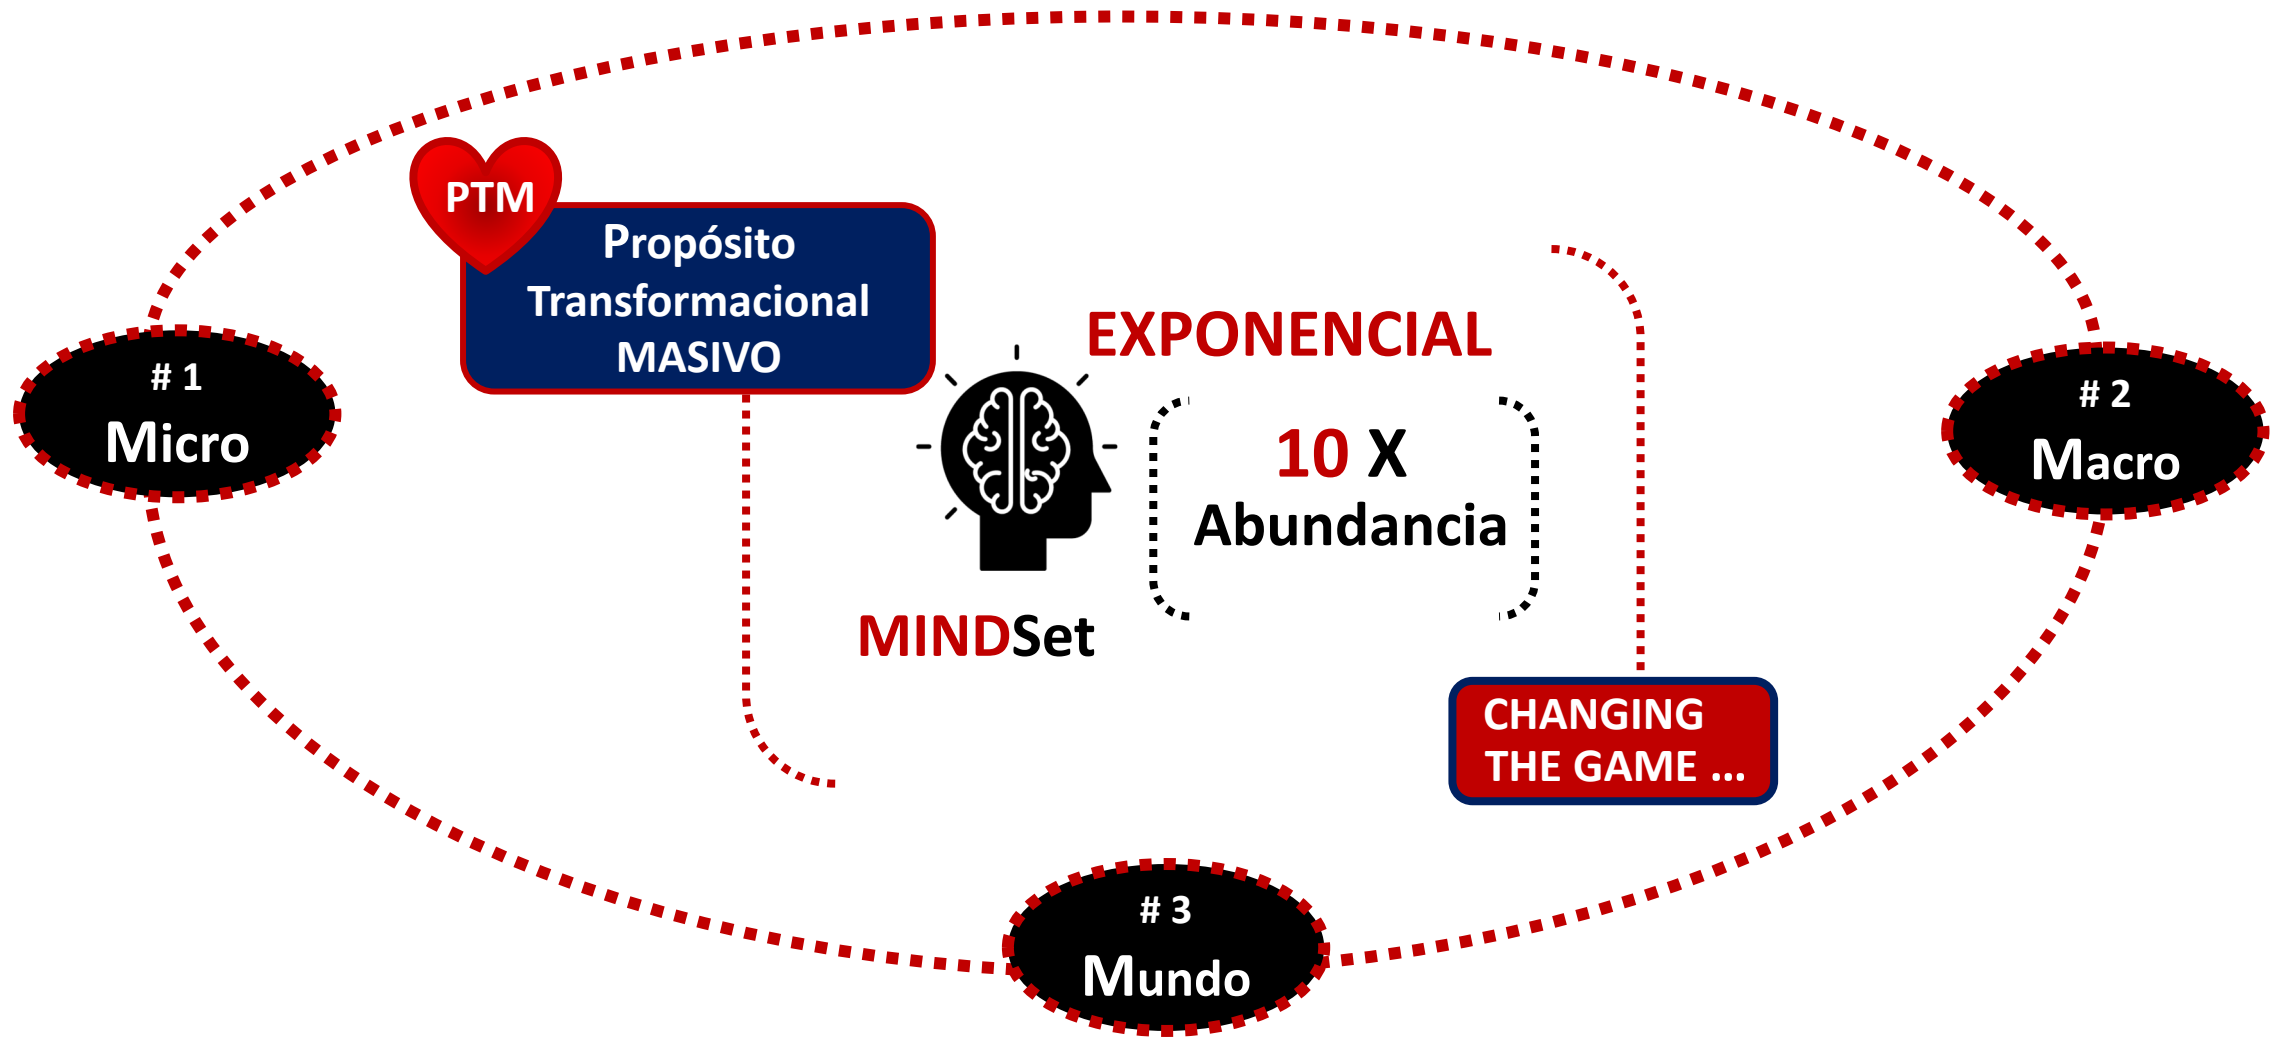 PTM
Propósito
Transformacional
MASIVO
EXPONENCIAL
# 1
Micro
# 2
Macro
10 X
Abundancia
MINDSet
CHANGING
THE GAME ...
# 3
Mundo